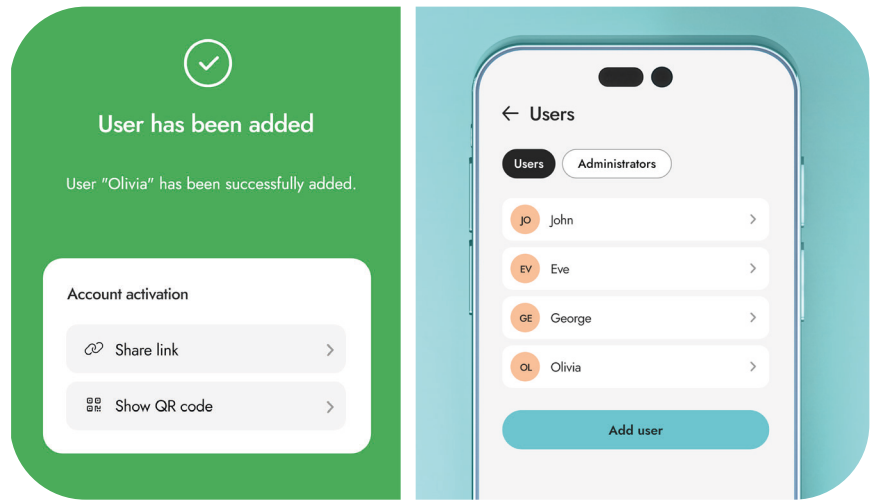 User has been added
User "Olivia" has been successfully added.
Account activation
Share link
Show QR code
Users
Users
Administrators
JO John
EV Eve
GE George
OL Olivia
Add user